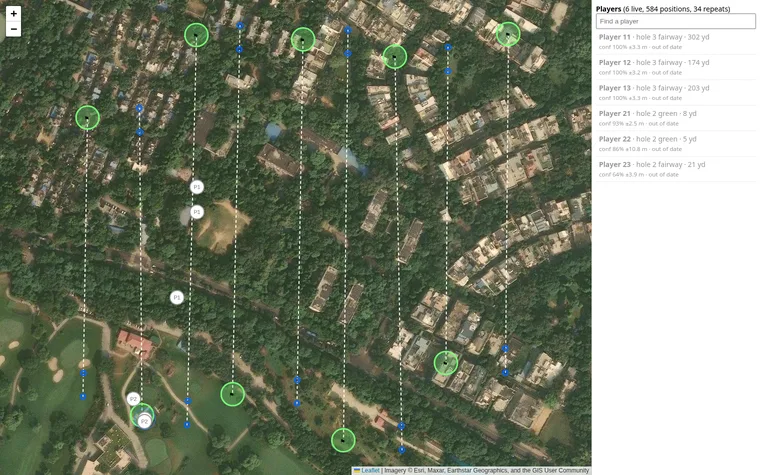 +
−
P1
P1
P1
P2
P2
Leaflet | Imagery © Esri, Maxar, Earthstar Geographics, and the GIS User Community
Players (6 live, 584 positions, 34 repeats)
Find a player
Player 11 · hole 3 fairway · 302 yd
conf 100% ±3.3 m · out of date
Player 12 · hole 3 fairway · 174 yd
conf 100% ±3.2 m · out of date
Player 13 · hole 3 fairway · 203 yd
conf 100% ±3.3 m · out of date
Player 21 · hole 2 green · 8 yd
conf 93% ±2.5 m · out of date
Player 22 · hole 2 green · 5 yd
conf 86% ±10.8 m · out of date
Player 23 · hole 2 fairway · 21 yd
conf 64% ±3.9 m · out of date